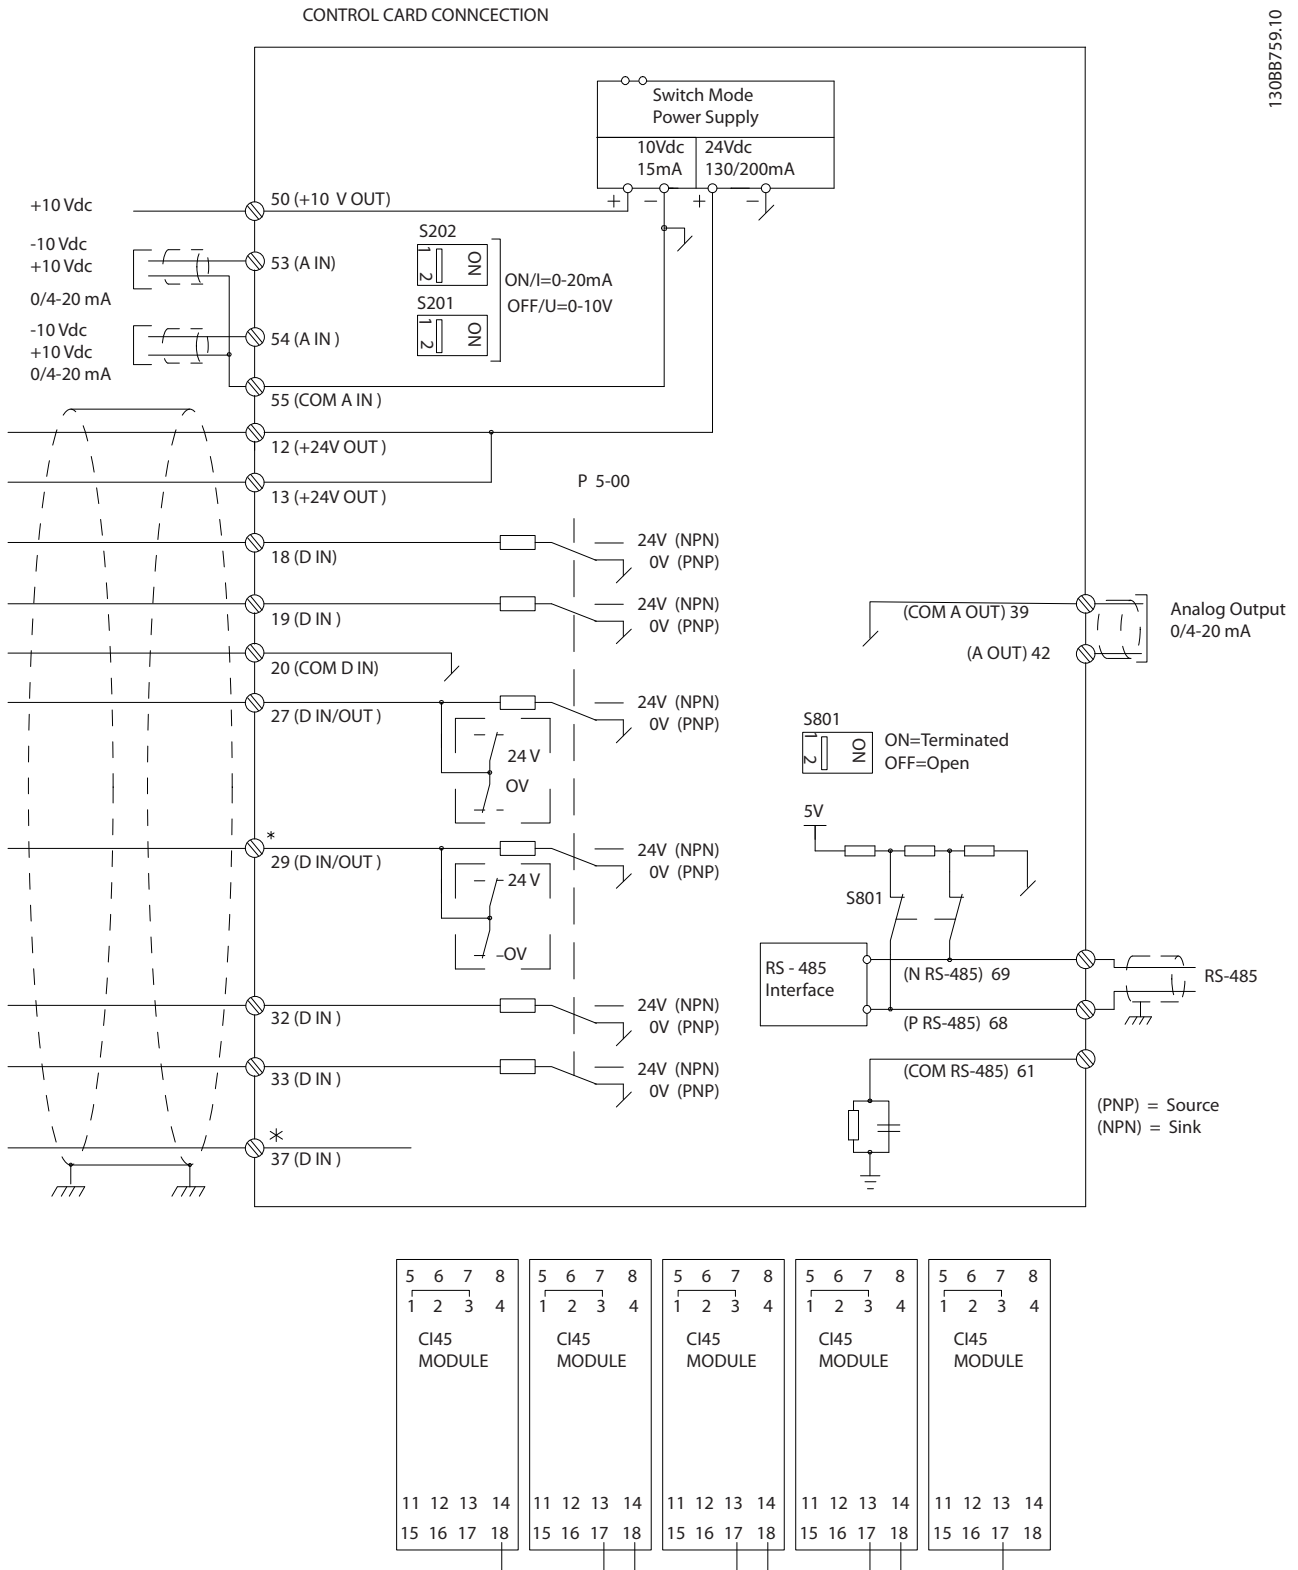 CONTROL CARD CONNCECTION
130BB759.10
Switch Mode
Power Supply
10Vdc
15mA
24Vdc
130/200mA
+ − + −
+10 Vdc
50 (+10 V OUT)
-10 Vdc
+10 Vdc
0/4-20 mA
53 (A IN)
S202
1 2 ON
S201
1 2 ON
ON/I=0-20mA
OFF/U=0-10V
-10 Vdc
+10 Vdc
0/4-20 mA
54 (A IN )
55 (COM A IN )
12 (+24V OUT )
13 (+24V OUT )
P 5-00
18 (D IN)
24V (NPN)
0V (PNP)
19 (D IN )
24V (NPN)
0V (PNP)
20 (COM D IN)
27 (D IN/OUT )
24V (NPN)
0V (PNP)
24 V
OV
*
29 (D IN/OUT )
24V (NPN)
0V (PNP)
24 V
OV
32 (D IN )
24V (NPN)
0V (PNP)
33 (D IN )
24V (NPN)
0V (PNP)
*
37 (D IN )
(COM A OUT) 39
(A OUT) 42
Analog Output
0/4-20 mA
S801
1 2 ON
ON=Terminated
OFF=Open
5V
S801
RS - 485
Interface
(N RS-485) 69
(P RS-485) 68
RS-485
(COM RS-485) 61
(PNP) = Source
(NPN) = Sink
5 6 7 8
1 2 3 4
CI45
MODULE
11 12 13 14
15 16 17 18
5 6 7 8
1 2 3 4
CI45
MODULE
11 12 13 14
15 16 17 18
5 6 7 8
1 2 3 4
CI45
MODULE
11 12 13 14
15 16 17 18
5 6 7 8
1 2 3 4
CI45
MODULE
11 12 13 14
15 16 17 18
5 6 7 8
1 2 3 4
CI45
MODULE
11 12 13 14
15 16 17 18